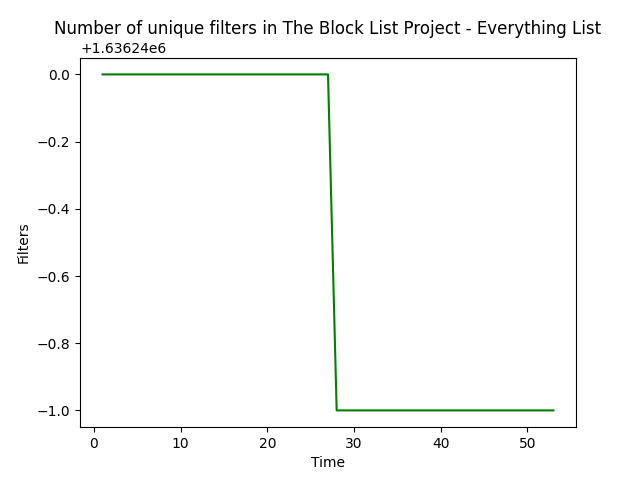 Number of unique filters in The Block List Project - Everything List
+1.63624e6
0.0
−0.2
−0.4
−0.6
−0.8
−1.0
Filters
0 10 20 30 40 50
Time